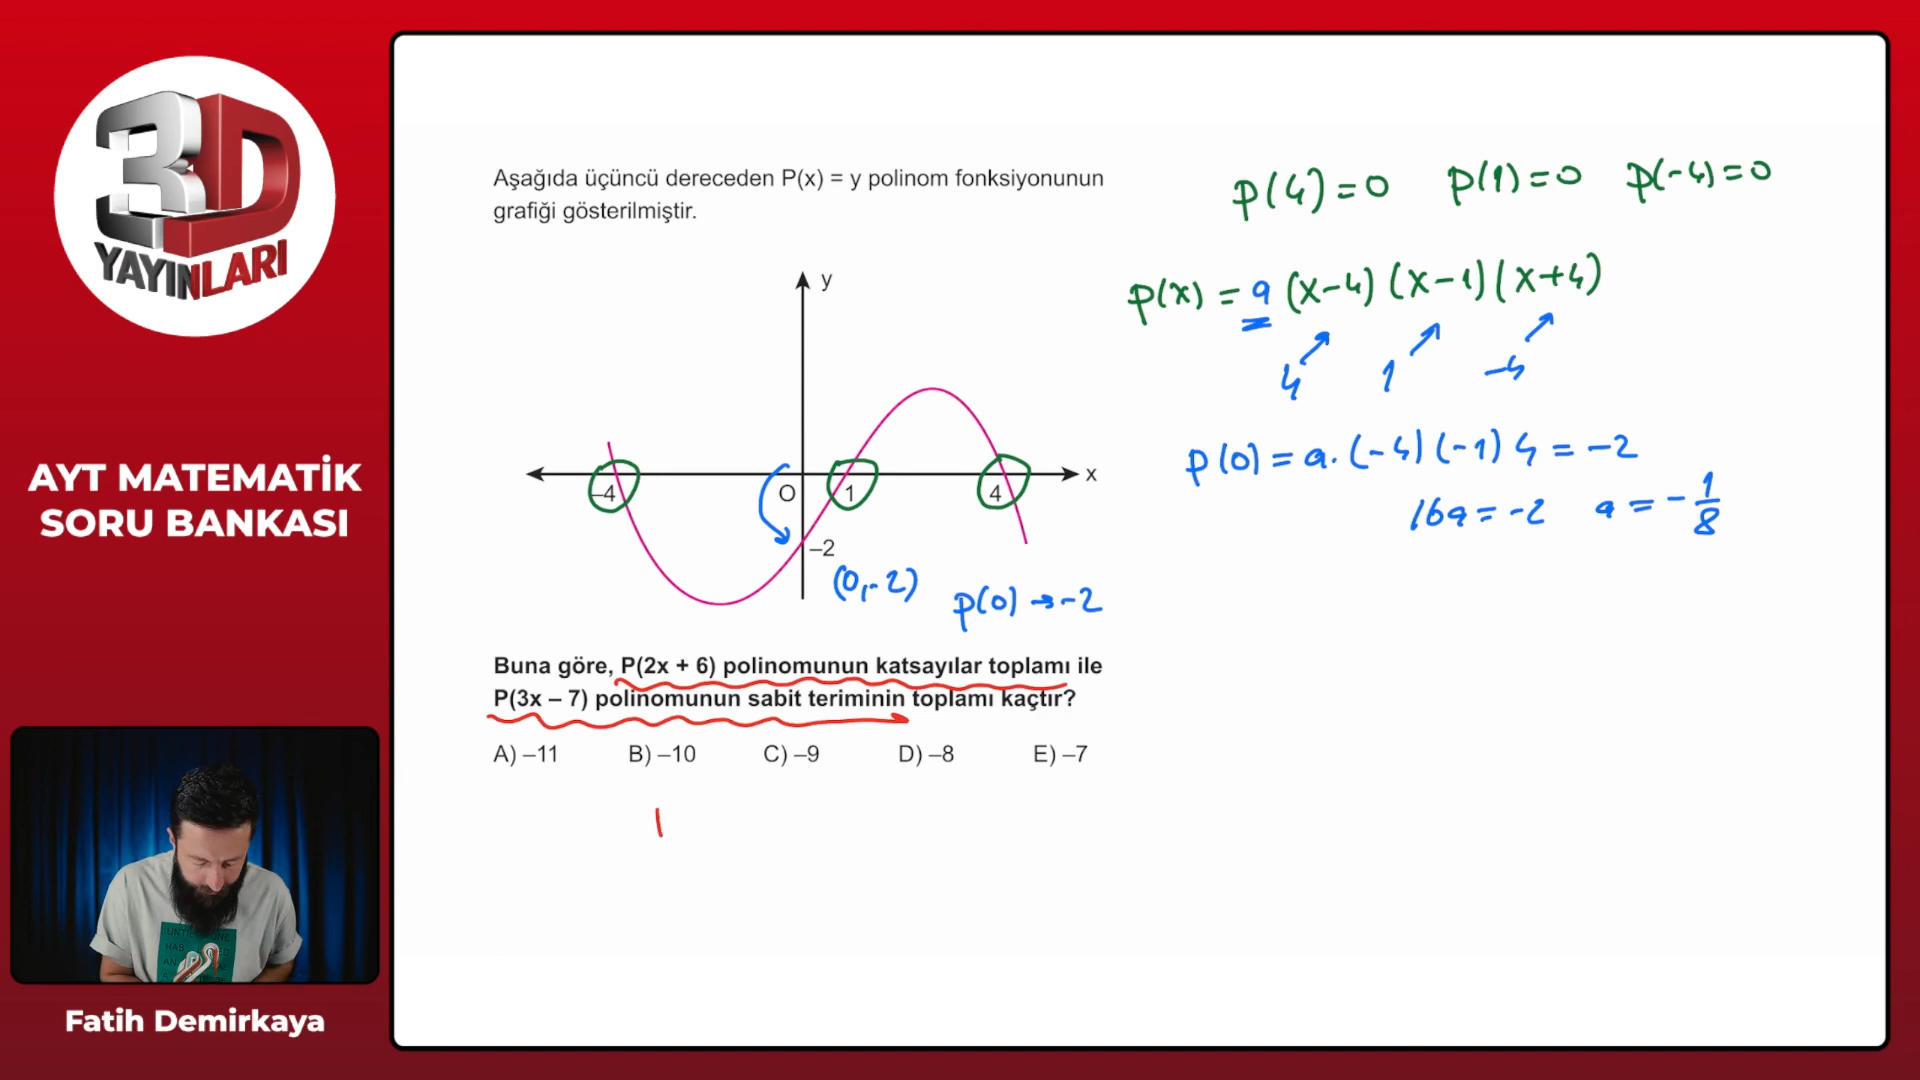 3D
YAYINLARI
AYT MATEMATİK
SORU BANKASI
Fatih Demirkaya
Aşağıda üçüncü dereceden P(x) = y polinom fonksiyonunun
grafiği gösterilmiştir.
y
x
–4
O
1
4
–2
(0,-2)
P(0) → -2
Buna göre, P(2x + 6) polinomunun katsayılar toplamı ile
P(3x – 7) polinomunun sabit teriminin toplamı kaçtır?
A) –11 B) –10 C) –9 D) –8 E) –7
P(4) = 0 P(1) = 0 P(-4) = 0
P(x) = a (x-4) (x-1) (x+4)
4 1 -4
P(0) = a. (-4) (-1) 4 = -2
16a = -2 a = -1/8